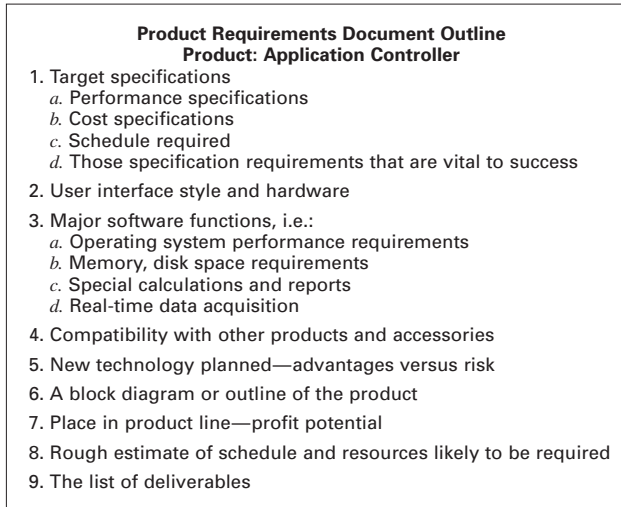 Product Requirements Document Outline
Product: Application Controller
1. Target specifications
a. Performance specifications
b. Cost specifications
c. Schedule required
d. Those specification requirements that are vital to success
2. User interface style and hardware
3. Major software functions, i.e.:
a. Operating system performance requirements
b. Memory, disk space requirements
c. Special calculations and reports
d. Real-time data acquisition
4. Compatibility with other products and accessories
5. New technology planned—advantages versus risk
6. A block diagram or outline of the product
7. Place in product line—profit potential
8. Rough estimate of schedule and resources likely to be required
9. The list of deliverables